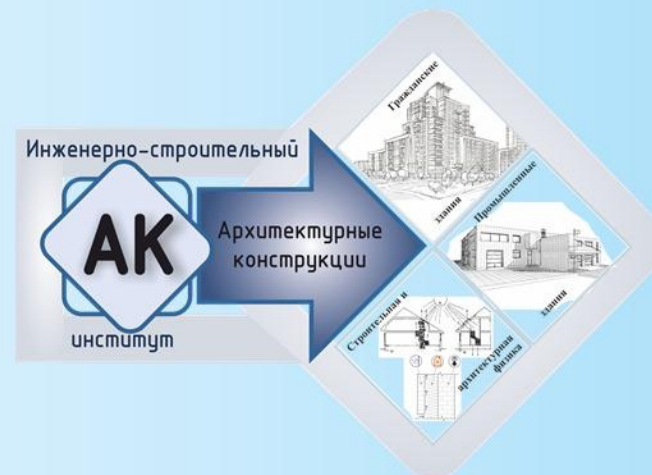 Инженерно-строительный
АК
институт
Архитектурные
конструкции
Гражданские
здания
Промышленные
здания
Строительная и
архитектурная
физика